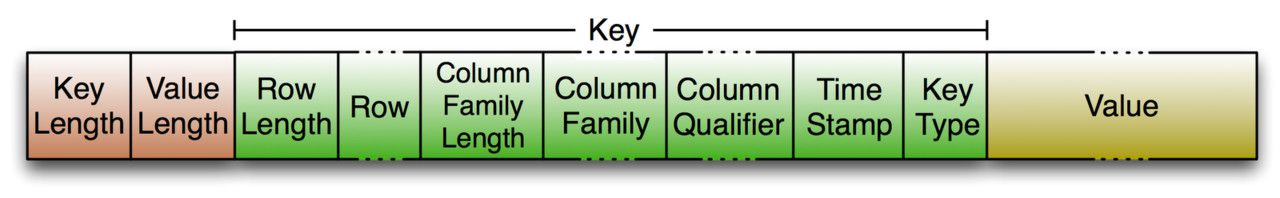 Key
Key
Length
Value
Length
Row
Length
Row
Column
Family
Length
Column
Family
Column
Qualifier
Time
Stamp
Key
Type
Value